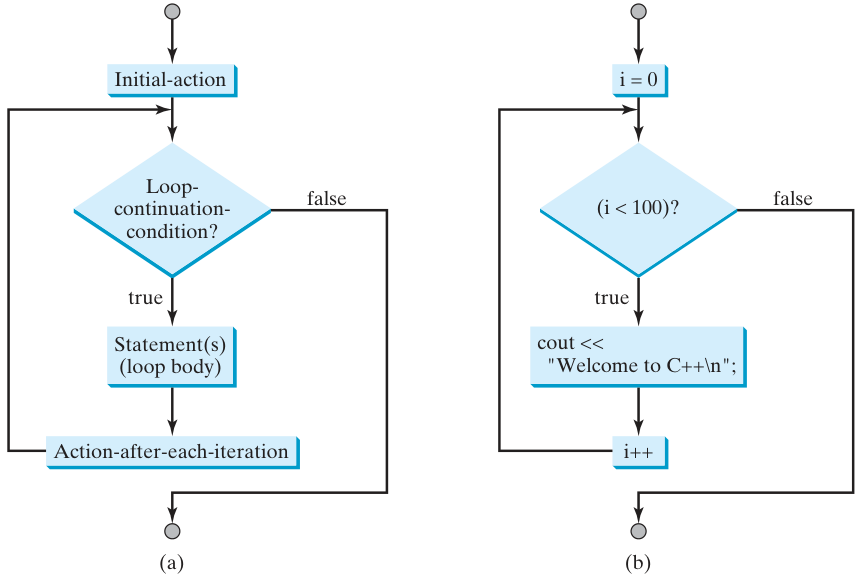 Initial-action
Loop-
continuation-
condition?
false
true
Statement(s)
(loop body)
Action-after-each-iteration
(a)
i = 0
(i < 100)?
false
true
cout <<
"Welcome to C++\n";
i++
(b)